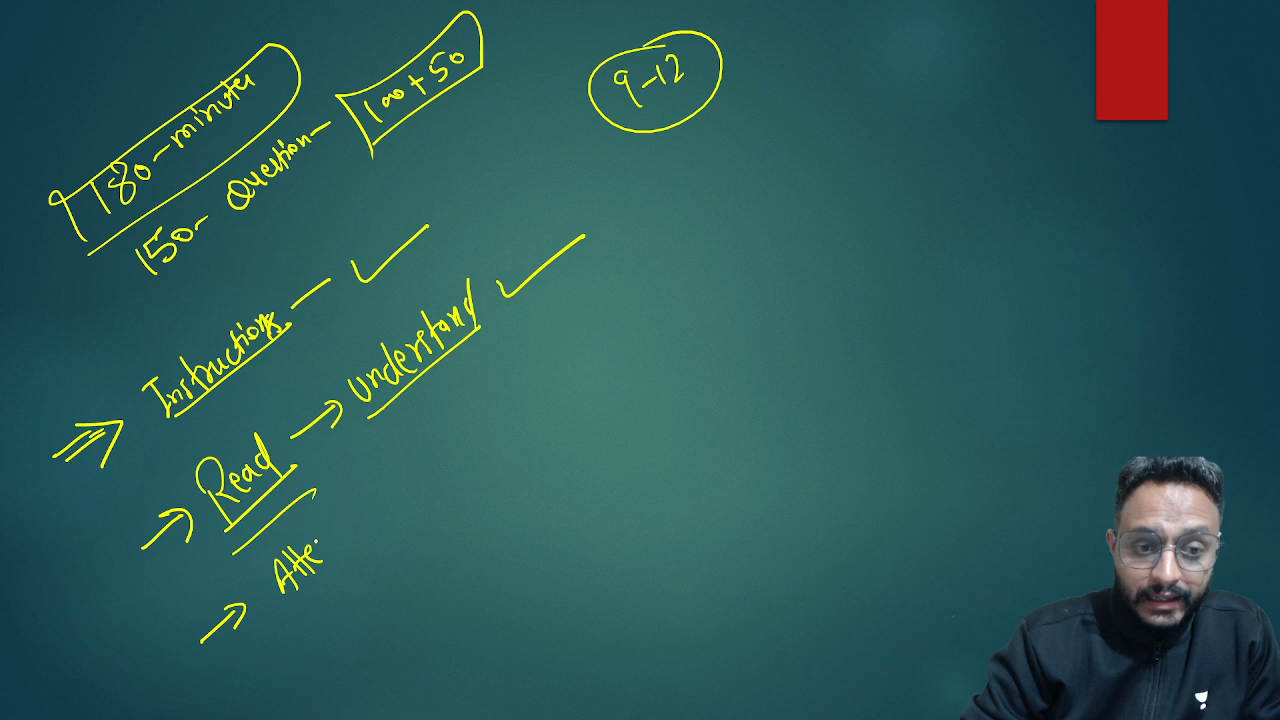 180-minutes
150- Question- 100+50
9-12
Instructions -
Read → understand
→ Atte